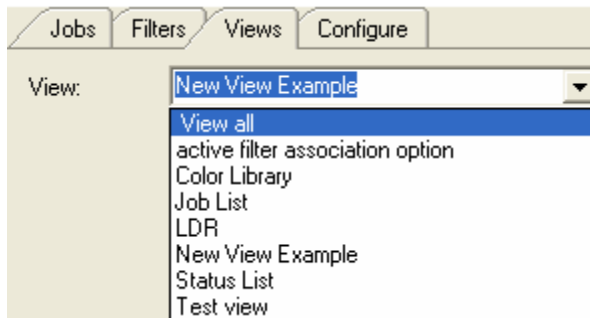 Jobs Filters Views Configure
View: New View Example
View all
active filter association option
Color Library
Job List
LDR
New View Example
Status List
Test view